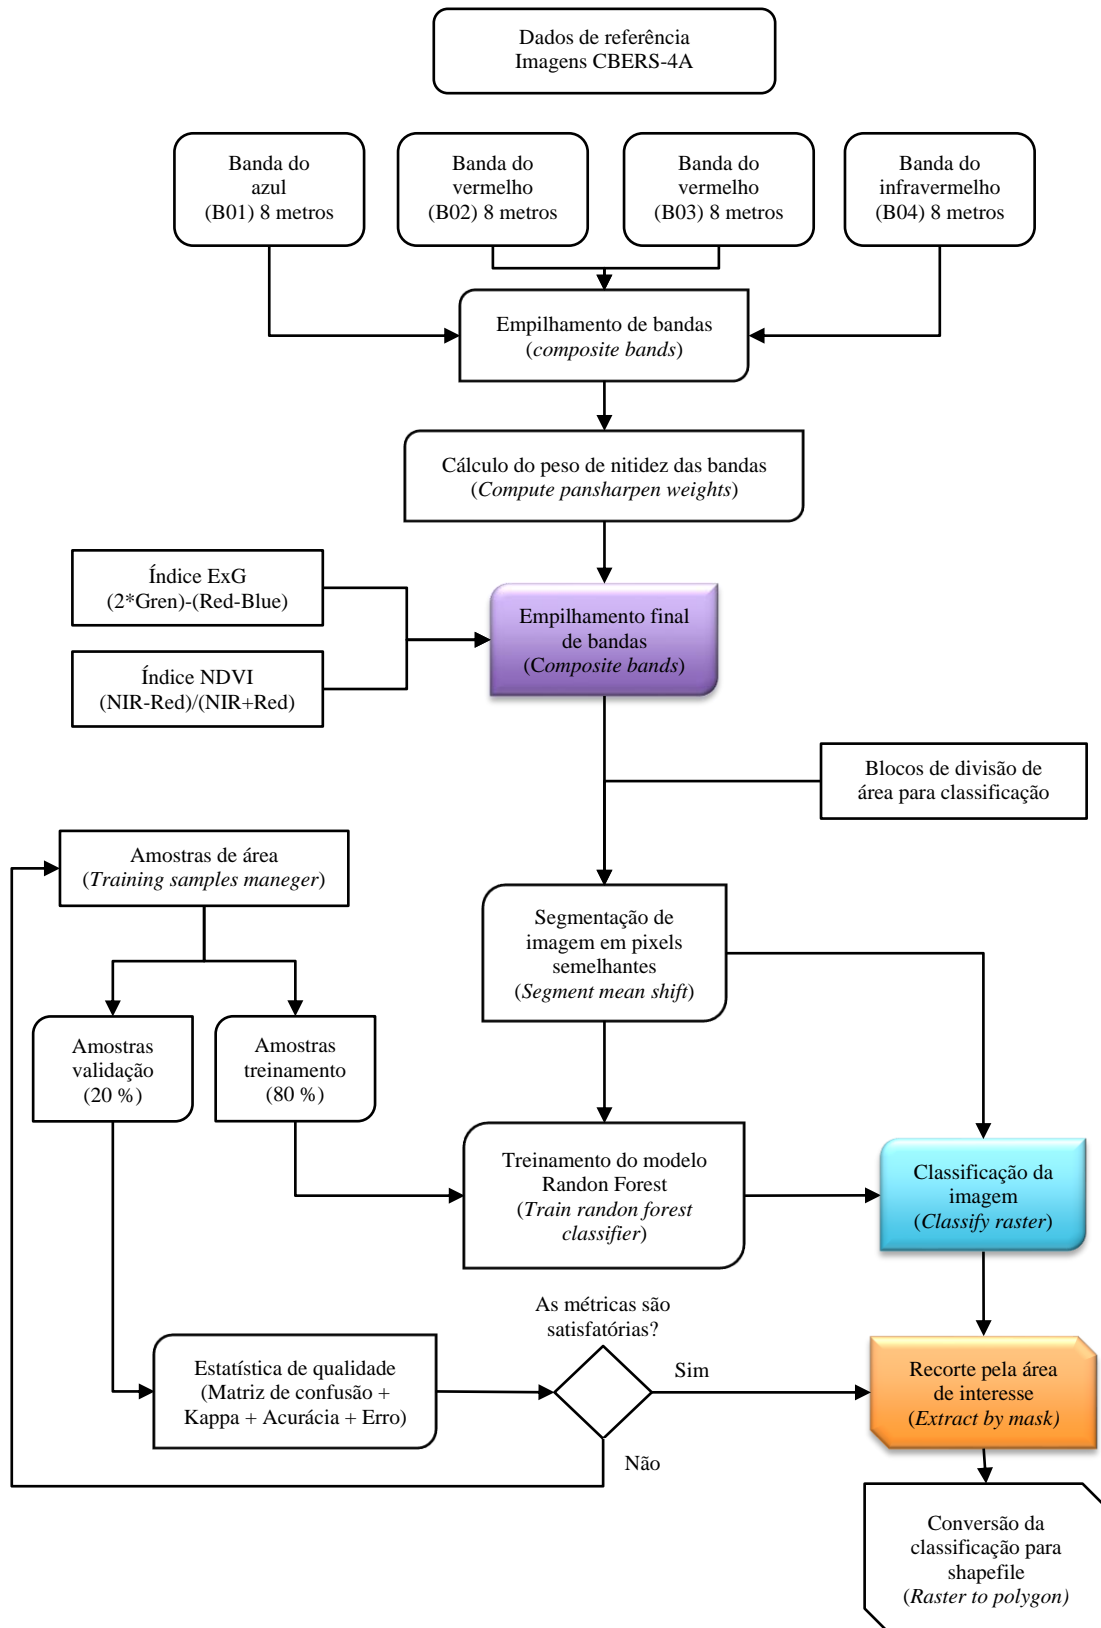 Dados de referência
Imagens CBERS-4A
Banda do
azul
(B01) 8 metros
Banda do
vermelho
(B02) 8 metros
Banda do
vermelho
(B03) 8 metros
Banda do
infravermelho
(B04) 8 metros
Empilhamento de bandas
(composite bands)
Cálculo do peso de nitidez das bandas
(Compute pansharpen weights)
Índice ExG
(2*Gren)-(Red-Blue)
Índice NDVI
(NIR-Red)/(NIR+Red)
Empilhamento final
de bandas
(Composite bands)
Blocos de divisão de
área para classificação
Amostras de área
(Training samples maneger)
Segmentação de
imagem em pixels
semelhantes
(Segment mean shift)
Amostras
validação
(20 %)
Amostras
treinamento
(80 %)
Treinamento do modelo
Randon Forest
(Train randon forest
classifier)
Classificação da
imagem
(Classify raster)
As métricas são
satisfatórias?
Estatística de qualidade
(Matriz de confusão +
Kappa + Acurácia + Erro)
Sim
Recorte pela área
de interesse
(Extract by mask)
Não
Conversão da
classificação para
shapefile
(Raster to polygon)